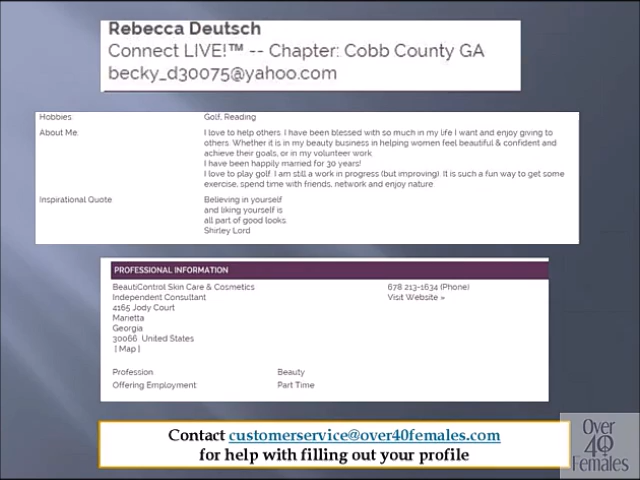 Rebecca Deutsch
Connect LIVE!™ -- Chapter: Cobb County GA
becky_d30075@yahoo.com
Hobbies Golf, Reading
About Me. I love to help others. I have been blessed with so much in my life I want and enjoy giving to
others. Whether it is in my beauty business in helping women feel beautiful & confident and
achieve their goals, or in my volunteer work.
I have been happily married for 30 years!
I love to play golf. I am still a work in progress (but improving). It is such a fun way to get some
exercise, spend time with friends, network and enjoy nature.
Inspirational Quote Believing in yourself
and liking yourself is
all part of good looks.
Shirley Lord
PROFESSIONAL INFORMATION
BeautiControl Skin Care & Cosmetics 678 213-1634 (Phone)
Independent Consultant Visit Website »
4165 Jody Court
Marietta
Georgia
30066 United States
[ Map ]
Profession Beauty
Offering Employment Part Time
Contact customerservice@over40females.com
for help with filling out your profile
Over
40
Females